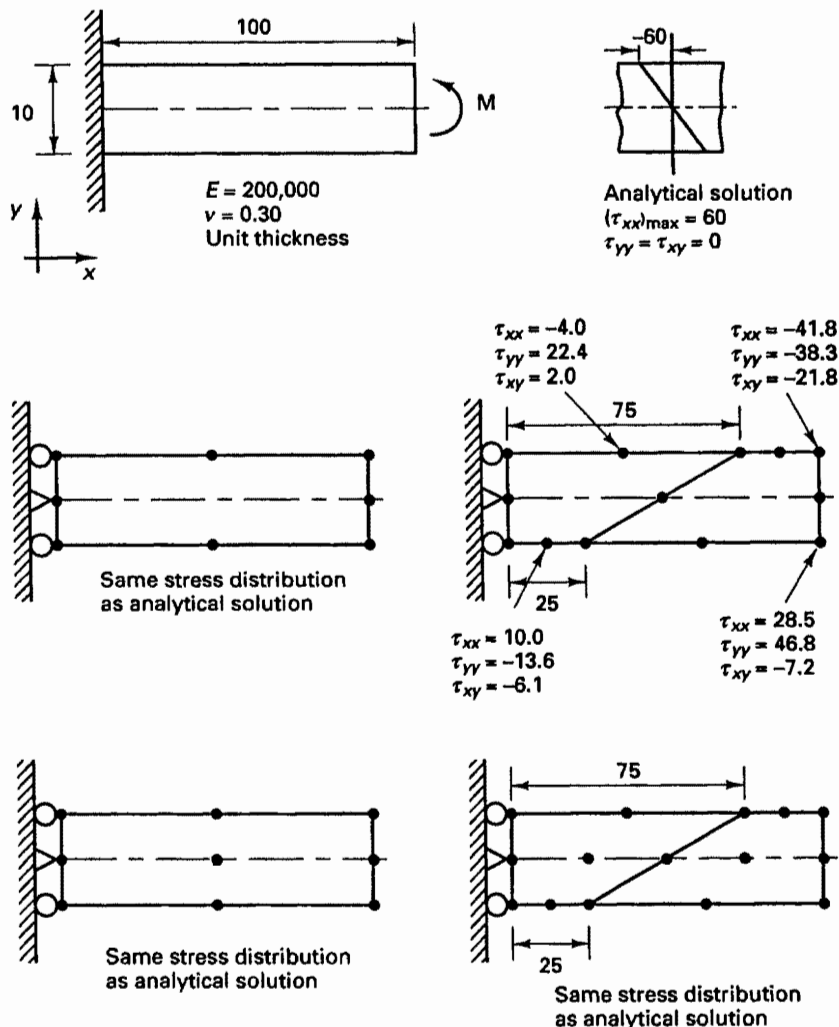 100
10
M
E = 200,000
ν = 0.30
Unit thickness
y
x
−60
Analytical solution
(τxx)max = 60
τyy = τxy = 0
Same stress distribution
as analytical solution
τxx = −4.0
τyy = 22.4
τxy = 2.0
τxx = −41.8
τyy = −38.3
τxy = −21.8
75
25
τxx = 10.0
τyy = −13.6
τxy = −6.1
τxx = 28.5
τyy = 46.8
τxy = −7.2
Same stress distribution
as analytical solution
75
25
Same stress distribution
as analytical solution